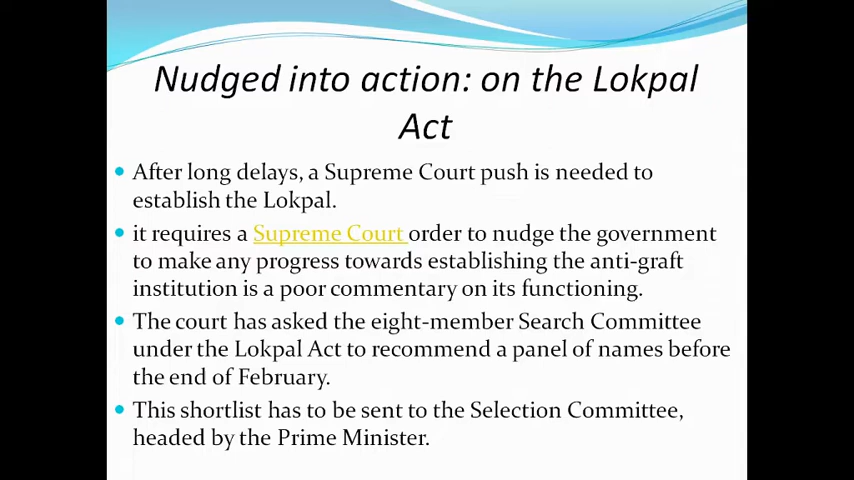 Nudged into action: on the Lokpal
Act
After long delays, a Supreme Court push is needed to
establish the Lokpal.
it requires a Supreme Court order to nudge the government
to make any progress towards establishing the anti-graft
institution is a poor commentary on its functioning.
The court has asked the eight-member Search Committee
under the Lokpal Act to recommend a panel of names before
the end of February.
This shortlist has to be sent to the Selection Committee,
headed by the Prime Minister.